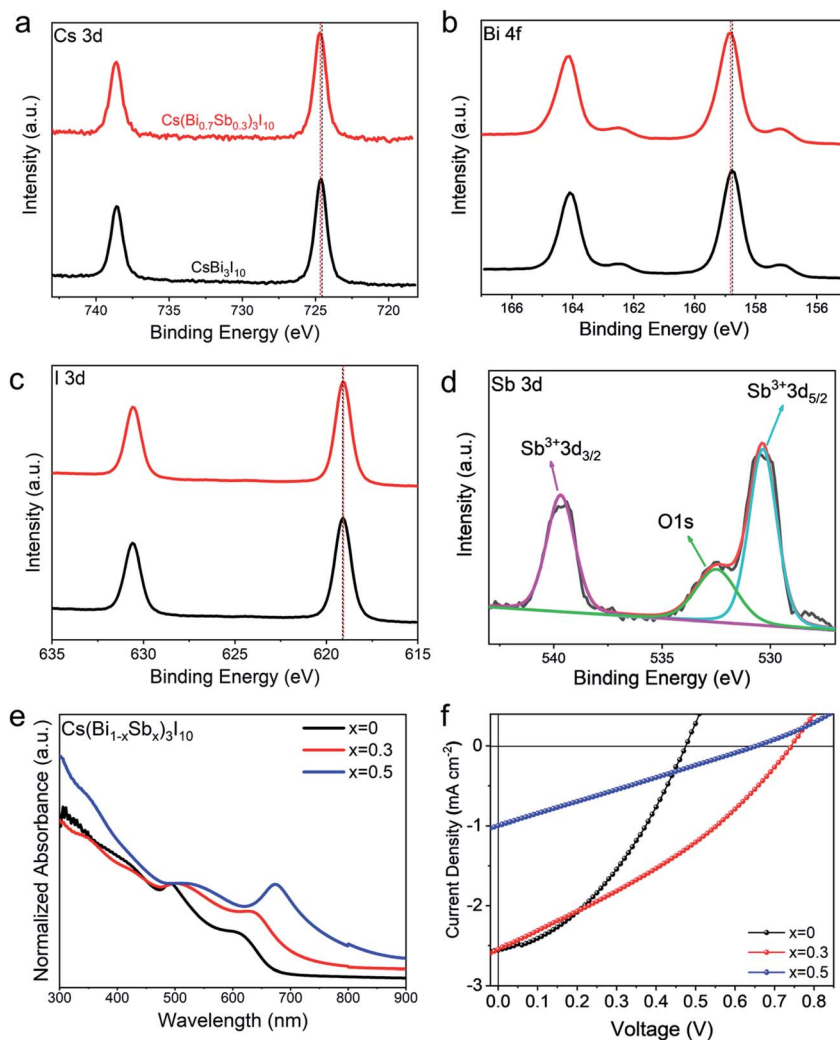 a
Cs 3d
Cs(Bi₀.₇Sb₀.₃)₃I₁₀
CsBi₃I₁₀
Intensity (a.u.)
740 735 730 725 720
Binding Energy (eV)
b
Bi 4f
Intensity (a.u.)
166 164 162 160 158 156
Binding Energy (eV)
c
I 3d
Intensity (a.u.)
635 630 625 620 615
Binding Energy (eV)
d
Sb 3d
Sb³⁺3d₅/₂
Sb³⁺3d₃/₂
O1s
Intensity (a.u.)
540 535 530
Binding Energy (eV)
e
Cs(Bi₁₋ₓSbₓ)₃I₁₀
x=0
x=0.3
x=0.5
Normalized Absorbance (a.u.)
300 400 500 600 700 800 900
Wavelength (nm)
f
0
-1
-2
-3
Current Density (mA cm⁻²)
x=0
x=0.3
x=0.5
0.0 0.1 0.2 0.3 0.4 0.5 0.6 0.7 0.8
Voltage (V)